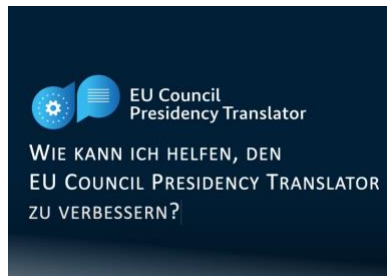 EU Council
Presidency Translator
WIE KANN ICH HELFEN, DEN
EU COUNCIL PRESIDENCY TRANSLATOR
ZU VERBESSERN?